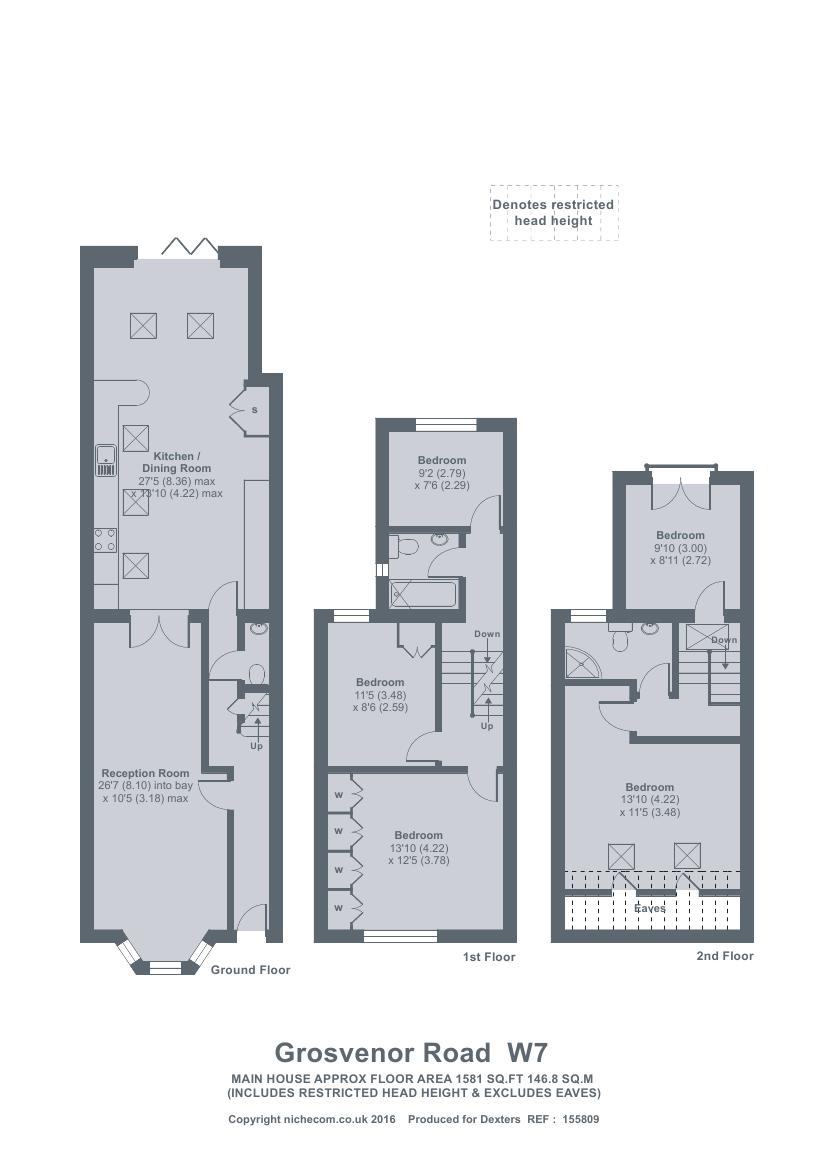 Denotes restricted
head height
S
Kitchen /
Dining Room
27'5 (8.36) max
x 13'10 (4.22) max
Reception Room
26'7 (8.10) into bay
x 10'5 (3.18) max
Up
Ground Floor
Bedroom
9'2 (2.79)
x 7'6 (2.29)
Down
Up
Bedroom
11'5 (3.48)
x 8'6 (2.59)
W
W
W
W
Bedroom
13'10 (4.22)
x 12'5 (3.78)
1st Floor
Bedroom
9'10 (3.00)
x 8'11 (2.72)
Down
Bedroom
13'10 (4.22)
x 11'5 (3.48)
Eaves
2nd Floor
Grosvenor Road W7
MAIN HOUSE APPROX FLOOR AREA 1581 SQ.FT 146.8 SQ.M
(INCLUDES RESTRICTED HEAD HEIGHT & EXCLUDES EAVES)
Copyright nichecom.co.uk 2016 Produced for Dexters REF : 155809